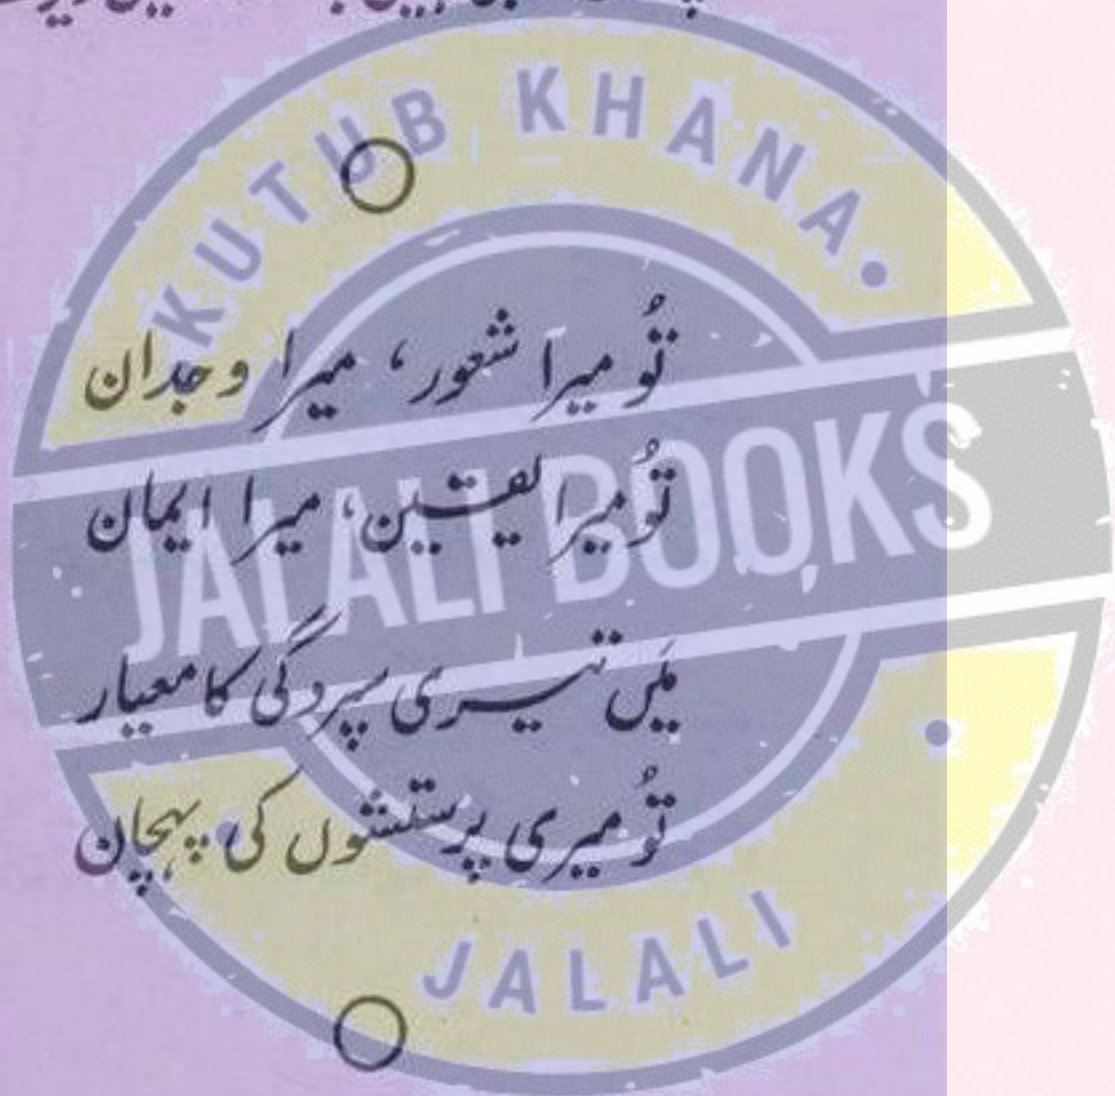 KUTUB KHANA
تُو میرا شعور، میرا وجدان
JALALI BOOKS
تُو میرا یقین، میرا ایمان
مَیں تیری سپردگی کا معیار
تُو میری پرستشوں کی پہچان
JALALI